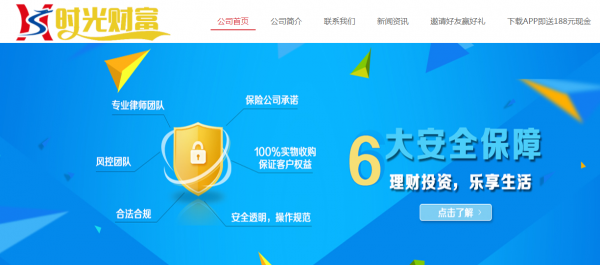 时光财富
公司首页 公司简介 联系我们 新闻资讯 邀请好友赢好礼 下载APP即送188元现金
专业律师团队
保险公司承诺
风控团队
100%实物收购
保证客户权益
合法合规
安全透明，操作规范
6大安全保障
理财投资，乐享生活
点击了解 >